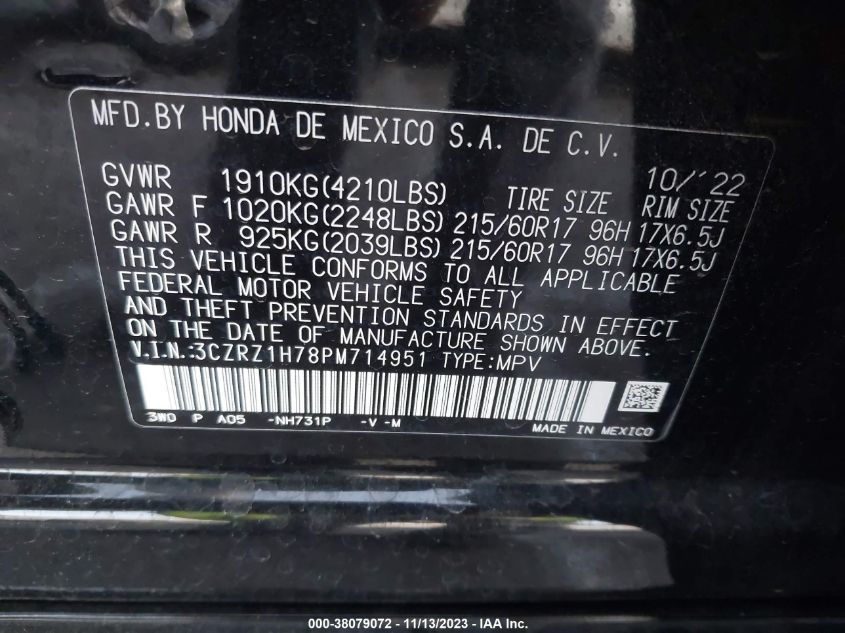 MFD.BY HONDA DE MEXICO S.A. DE C.V.
10/'22
GVWR 1910KG(4210LBS) TIRE SIZE RIM SIZE
GAWR F 1020KG(2248LBS) 215/60R17 96H 17X6.5J
GAWR R 925KG(2039LBS) 215/60R17 96H 17X6.5J
THIS VEHICLE CONFORMS TO ALL APPLICABLE
FEDERAL MOTOR VEHICLE SAFETY
AND THEFT PREVENTION STANDARDS IN EFFECT
ON THE DATE OF MANUFACTURE SHOWN ABOVE.
V.I.N.:3CZRZ1H78PM714951 TYPE:MPV
3W0 P A05 -NH731P -V -M
MADE IN MEXICO
000-38079072 - 11/13/2023 - IAA Inc.